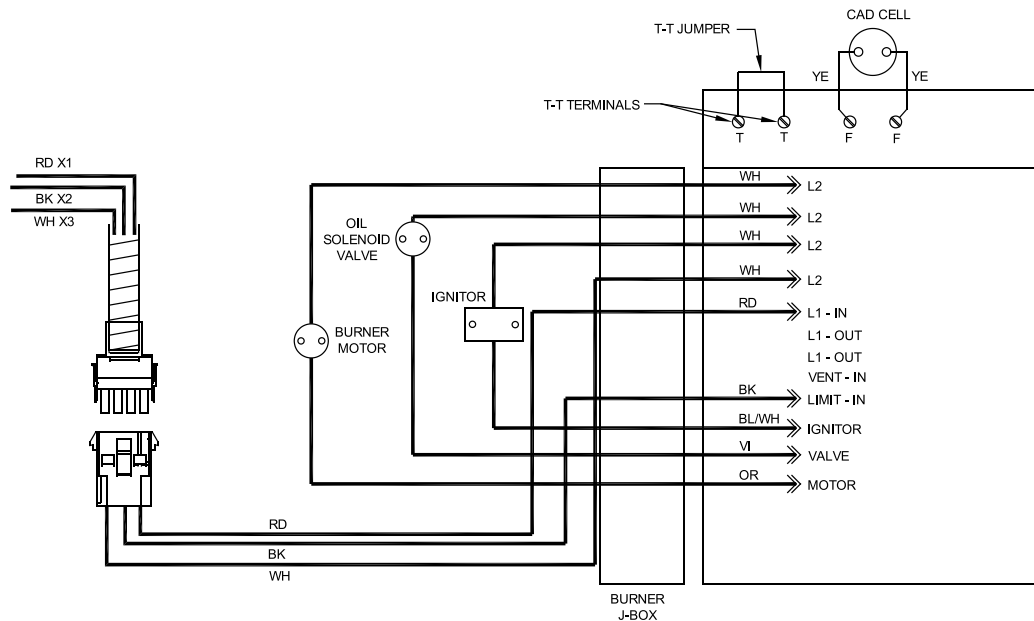 CAD CELL
T-T JUMPER
YE
YE
T-T TERMINALS
T
T
F
F
RD X1
BK X2
WH X3
WH
L2
WH
L2
OIL
SOLENOID
VALVE
WH
WH
L2
IGNITOR
RD
L1 - IN
BURNER
MOTOR
L1 - OUT
L1 - OUT
VENT - IN
BK
LIMIT - IN
BL/WH
IGNITOR
VI
VALVE
OR
MOTOR
RD
BK
WH
BURNER
J-BOX